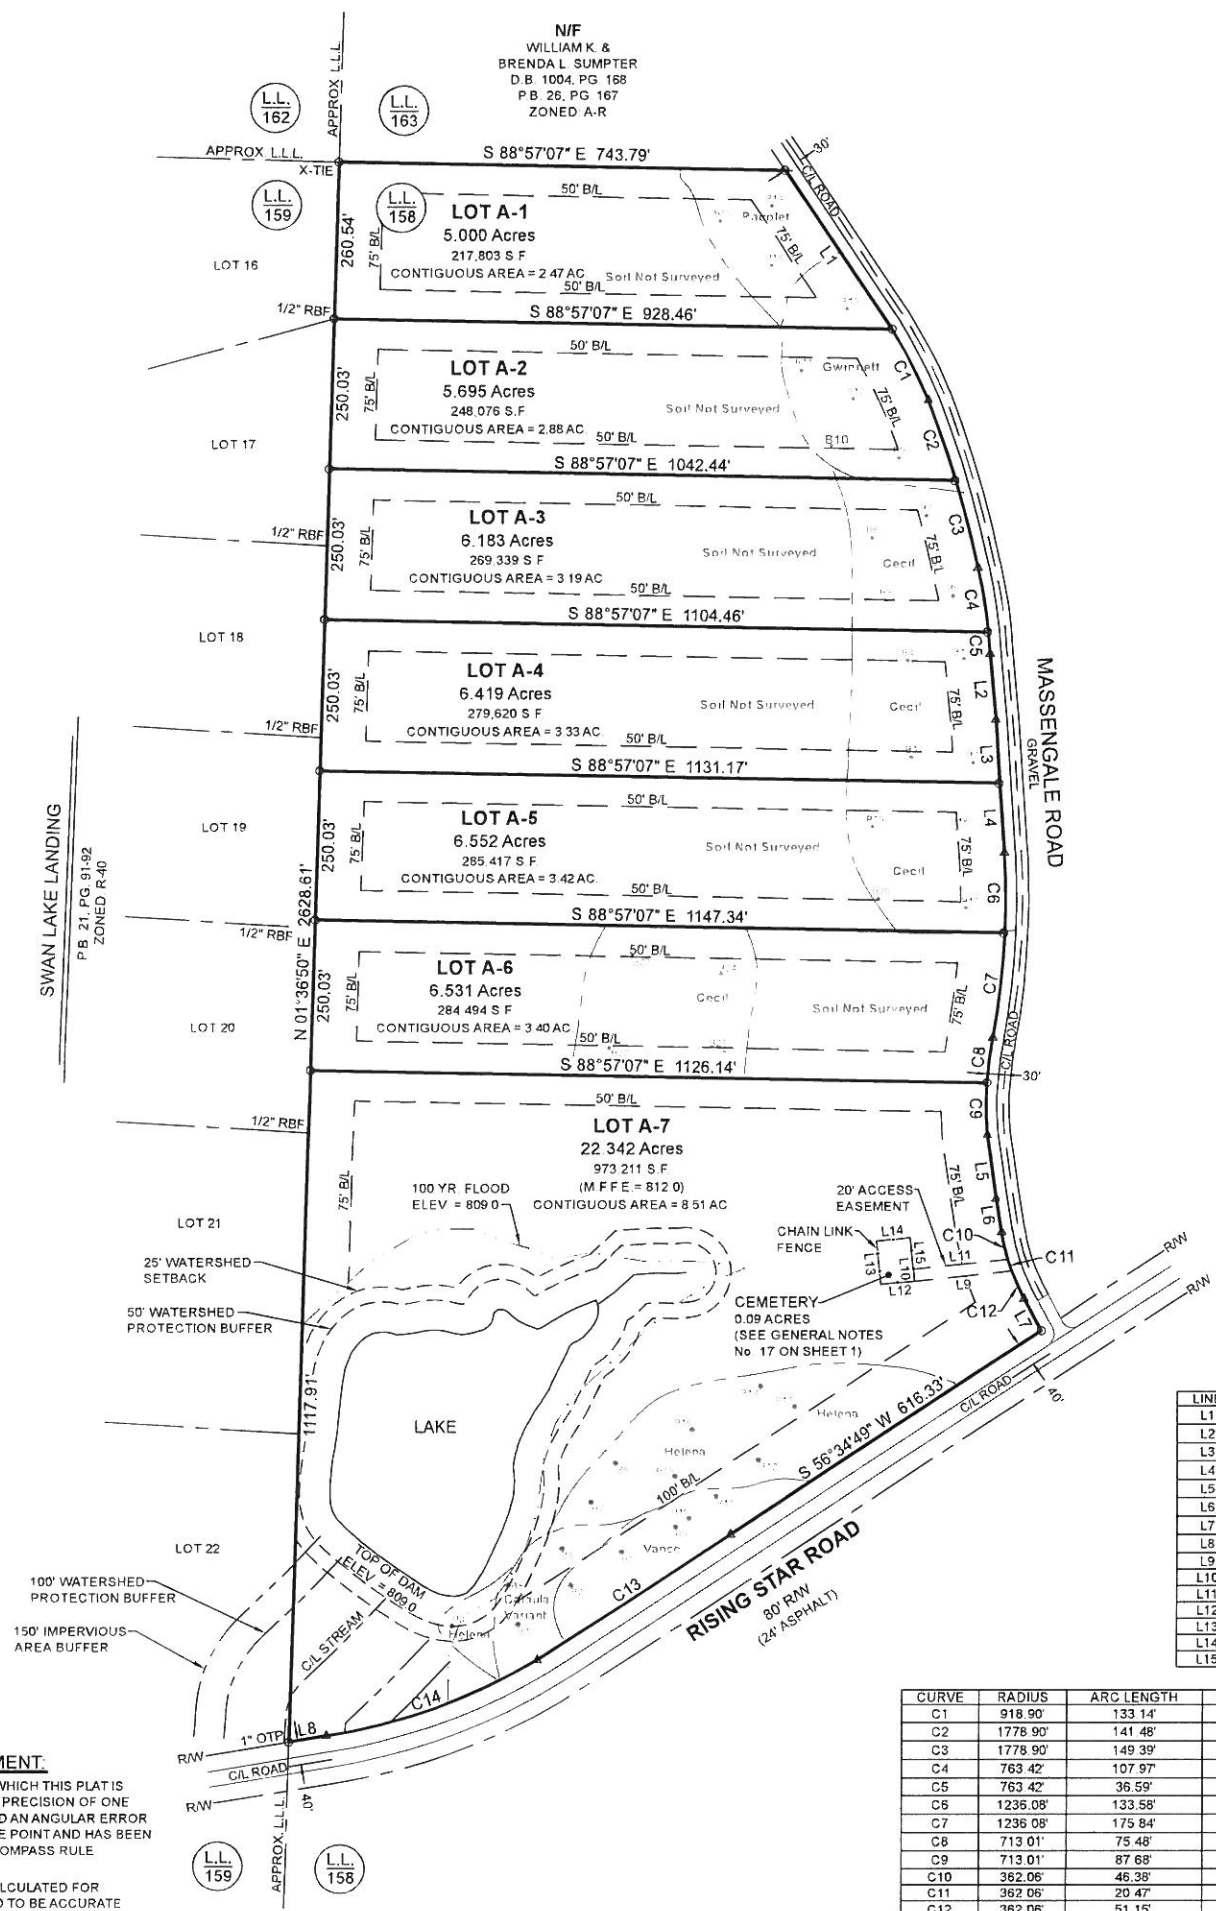 N/F
WILLIAM K. &
BRENDA L. SUMPTER
D.B. 1004, PG 168
P.B. 26, PG 167
ZONED A-R
APPROX L.L.L.
L.L.
162
L.L.
163
APPROX. L.L.L.
X-TIE
S 88°57'07" E 743.79'
30'
C/L ROAD
L.L.
159
L.L.
158
50' B/L
LOT A-1
5.000 Acres
217,803 S F
CONTIGUOUS AREA = 2 47 AC
50' B/L
75' B/L
75' B/L
Soil Not Surveyed
L1
260.54'
LOT 16
1/2" RBF
S 88°57'07" E 928.46'
50' B/L
LOT A-2
5.695 Acres
248,076 S.F.
CONTIGUOUS AREA = 2.88 AC
50' B/L
75' B/L
75' B/L
Soil Not Surveyed
Gwinnett
B10
C1
C2
250.03'
LOT 17
S 88°57'07" E 1042.44'
50' B/L
LOT A-3
6.183 Acres
269,339 S F
CONTIGUOUS AREA = 3 19 AC
50' B/L
75' B/L
75' B/L
Soil Not Surveyed
Cecil
C3
C4
1/2" RBF
250.03'
S 88°57'07" E 1104.46'
LOT 18
C5
LOT A-4
6.419 Acres
279,620 S F
CONTIGUOUS AREA = 3 33 AC
50' B/L
75' B/L
75' B/L
Soil Not Surveyed
Cecil
L2
L3
250.03'
1/2" RBF
S 88°57'07" E 1131.17'
MASSENGALE ROAD
GRAVEL
50' B/L
LOT A-5
6.552 Acres
285,417 S F
CONTIGUOUS AREA = 3.42 AC.
50' B/L
75' B/L
75' B/L
Soil Not Surveyed
Cecil
L4
C6
250.03'
LOT 19
SWAN LAKE LANDING
P.B. 21, PG. 91-92
ZONED R-40
N 01°36'50" E 2628.61'
1/2" RBF
S 88°57'07" E 1147.34'
50' B/L
LOT A-6
6.531 Acres
284 494 S F
CONTIGUOUS AREA = 3 40 AC
50' B/L
75' B/L
75' B/L
Cecil
Soil Not Surveyed
C7
C8
C/L ROAD
30'
250.03'
LOT 20
S 88°57'07" E 1126.14'
50' B/L
1/2" RBF
LOT A-7
22.342 Acres
973,211 S.F.
(M F F E = 812 0)
CONTIGUOUS AREA = 8 51 AC
C9
L5
L6
75' B/L
75' B/L
100 YR. FLOOD
ELEV = 809 0
20' ACCESS
EASEMENT
CHAIN LINK
FENCE
L14
L15
L13
L10
L12
L11
L9
C10
C11
C12
L7
LOT 21
25' WATERSHED
SETBACK
50' WATERSHED
PROTECTION BUFFER
CEMETERY
0.09 ACRES
(SEE GENERAL NOTES
No. 17 ON SHEET 1)
R/W
R/W
C/L ROAD
40'
S 56°34'49" W 616.33'
1117.91'
LAKE
Helena
Helena
100' B/L
Vance
LOT 22
TOP OF DAM
ELEV = 809.0
Helena
Variant
C13
RISING STAR ROAD
80' R/W
(24' ASPHALT)
100' WATERSHED
PROTECTION BUFFER
150' IMPERVIOUS
AREA BUFFER
C/L STREAM
C14
1" OTP
L8
R/W
C/L ROAD
R/W
40'
APPROX. L.L.L.
L.L.
159
L.L.
158
MENT:
WHICH THIS PLAT IS
PRECISION OF ONE
D AN ANGULAR ERROR
E POINT AND HAS BEEN
OMPASS RULE
LCULATED FOR
D TO BE ACCURATE
LINE
L1
L2
L3
L4
L5
L6
L7
L8
L9
L10
L11
L12
L13
L14
L15
CURVE RADIUS ARC LENGTH
C1 918.90' 133.14'
C2 1778.90' 141.48'
C3 1778.90' 149.39'
C4 763.42' 107.97'
C5 763.42' 36.59'
C6 1236.08' 133.58'
C7 1236.08' 175.84'
C8 713.01' 75.48'
C9 713.01' 87.68'
C10 362.06' 46.38'
C11 362.06' 20.47'
C12 362.06' 51.15'